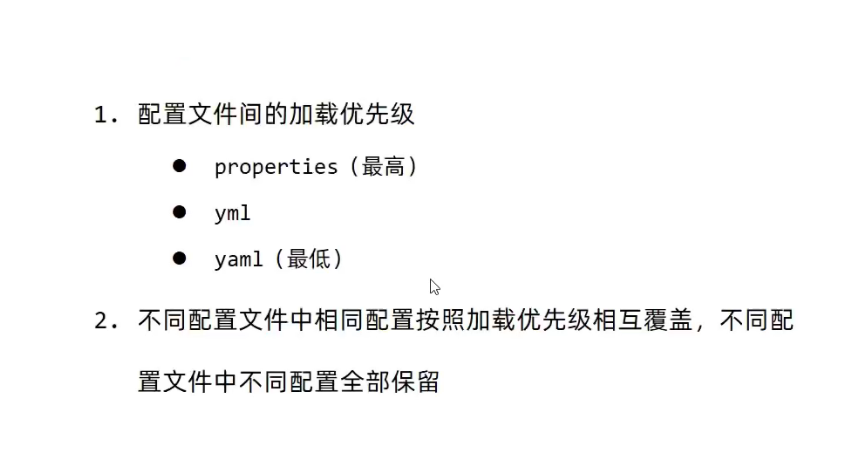 1. 配置文件间的加载优先级
● properties（最高）
● yml
● yaml（最低）
2. 不同配置文件中相同配置按照加载优先级相互覆盖，不同配
置文件中不同配置全部保留